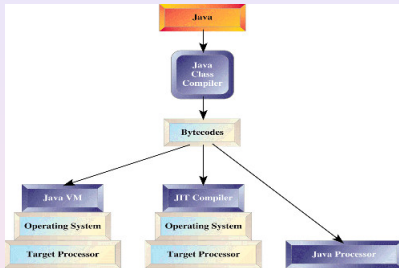 Java
Java
Class
Compiler
Bytecodes
Java VM
JIT Compiler
Operating System
Operating System
Target Processor
Target Processor
Java Processor